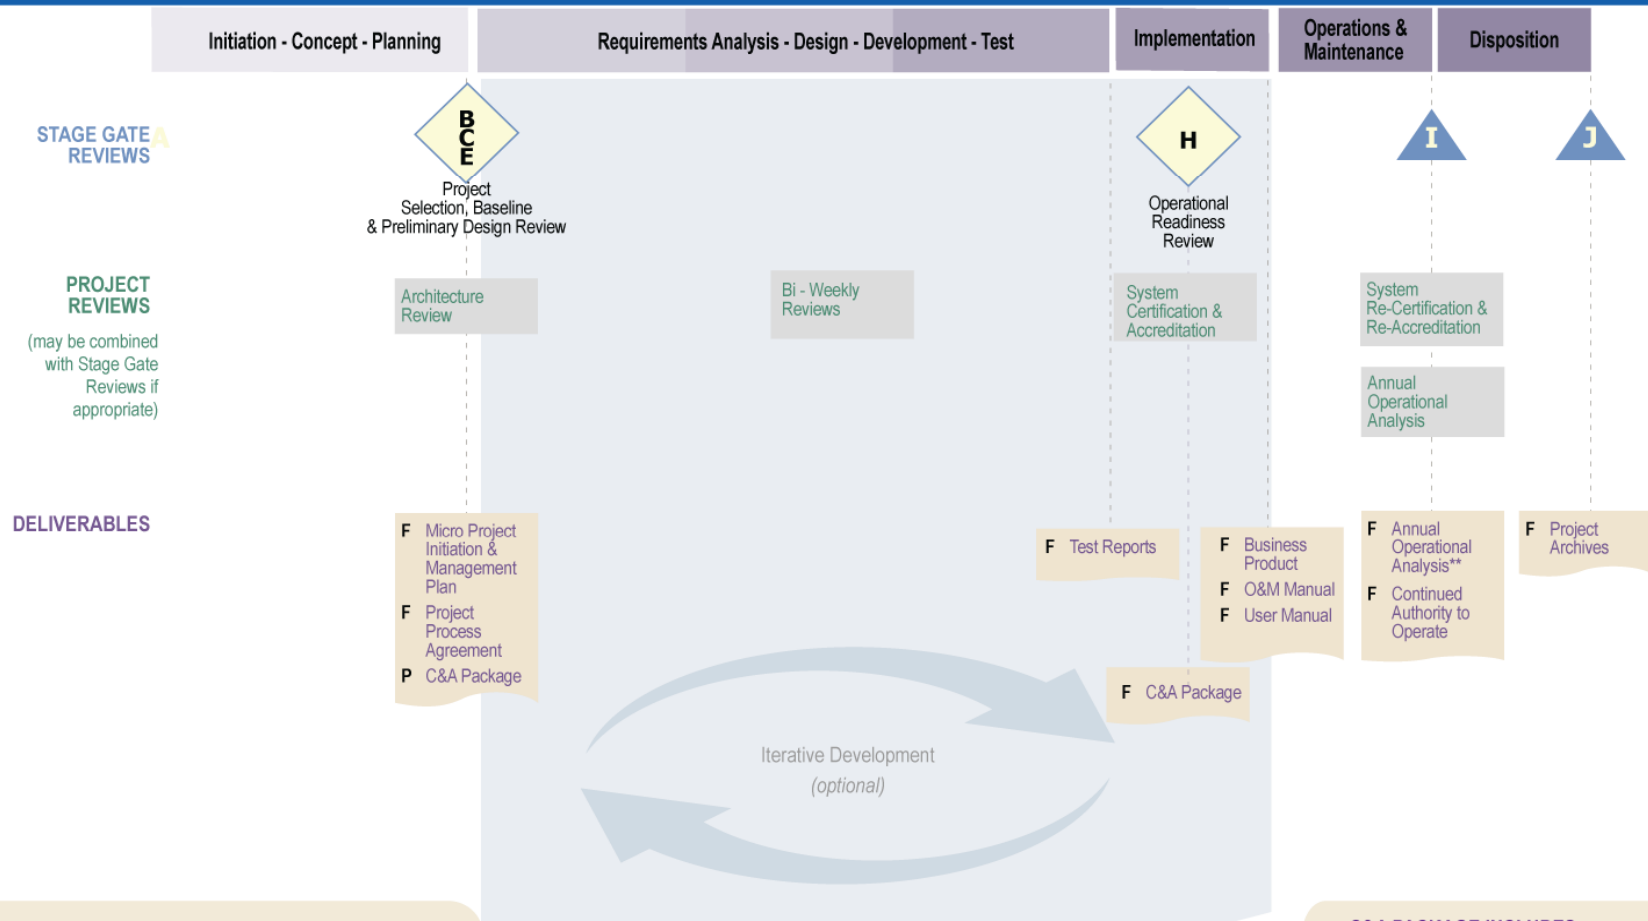 Initiation - Concept - Planning
Requirements Analysis - Design - Development - Test
Implementation
Operations &
Maintenance
Disposition
STAGE GATE
REVIEWS
A
B
C
E
Project
Selection, Baseline
& Preliminary Design Review
H
Operational
Readiness
Review
I
J
PROJECT
REVIEWS
(may be combined
with Stage Gate
Reviews if
appropriate)
Architecture
Review
Bi - Weekly
Reviews
System
Certification &
Accreditation
System
Re-Certification &
Re-Accreditation
Annual
Operational
Analysis
DELIVERABLES
F Micro Project
Initiation &
Management
Plan
F Project
Process
Agreement
P C&A Package
F Test Reports
F Business
Product
F O&M Manual
F User Manual
F C&A Package
F Annual
Operational
Analysis**
F Continued
Authority to
Operate
F Project
Archives
Iterative Development
(optional)
C&A PACKAGE INCLUDES